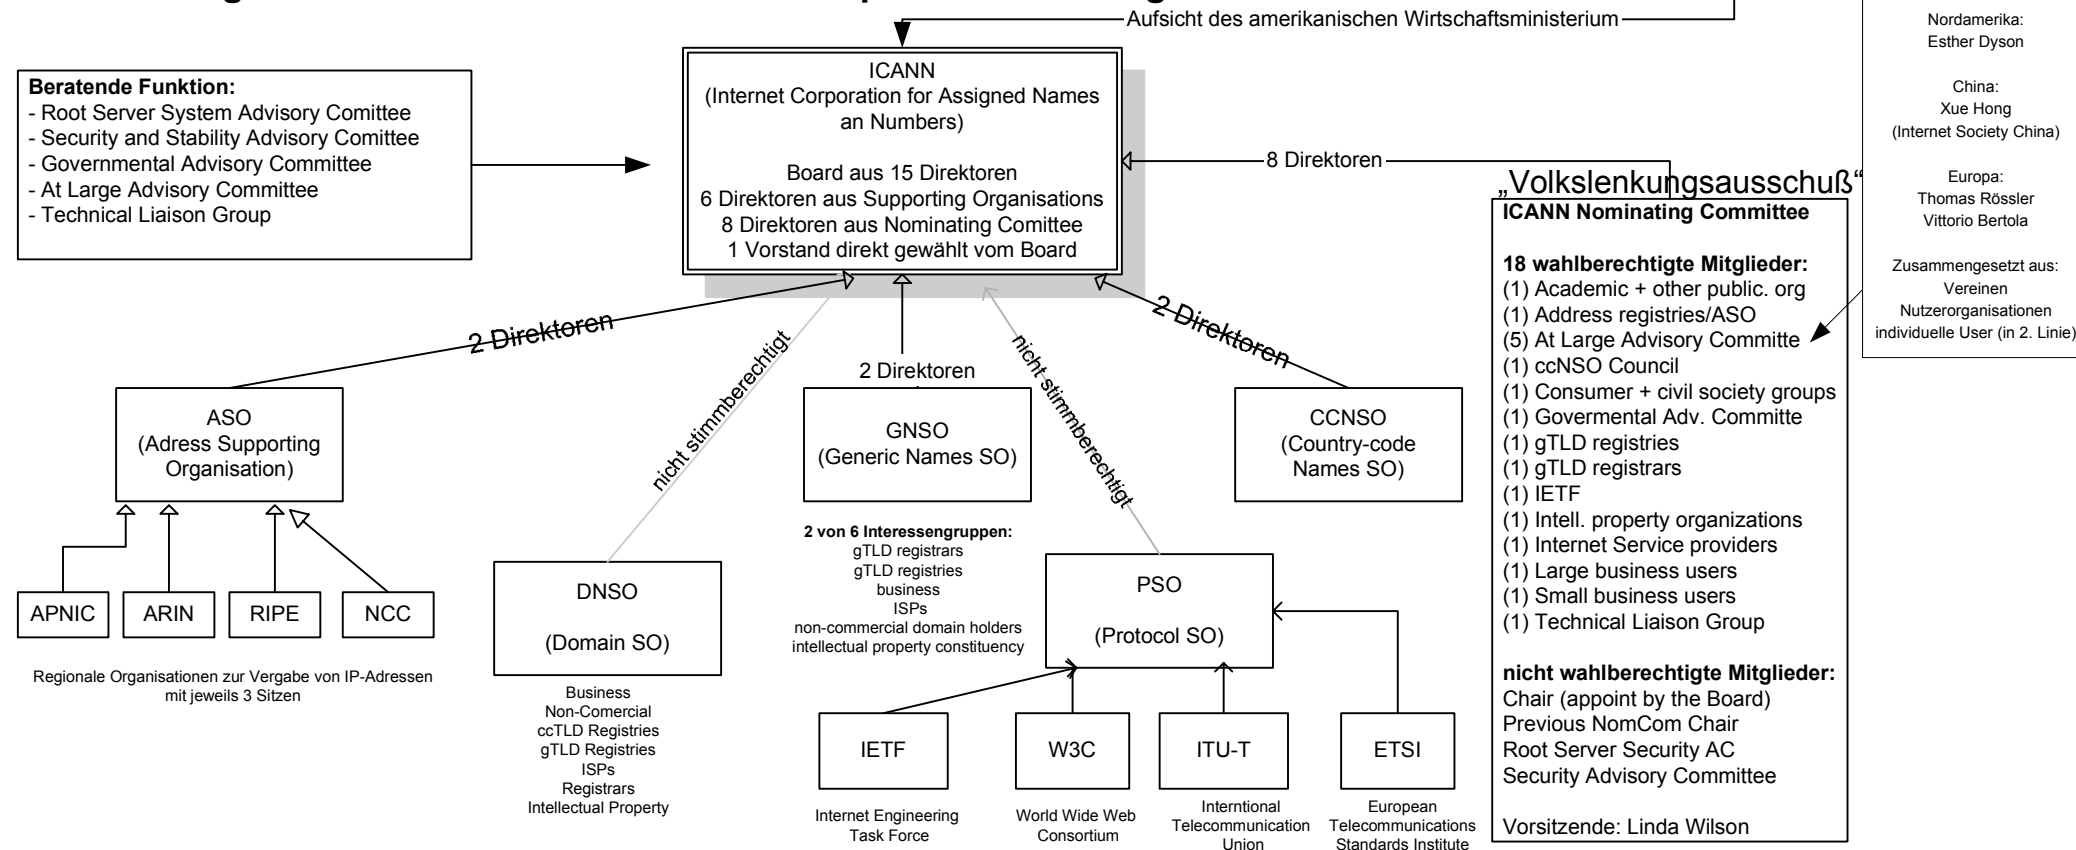 Aufsicht des amerikanischen Wirtschaftsministerium
Nordamerika:
Esther Dyson
China:
Xue Hong
(Internet Society China)
Europa:
Thomas Rössler
Vittorio Bertola
Zusammengesetzt aus:
Vereinen
Nutzerorganisationen
individuelle User (in 2. Linie)
Beratende Funktion:
- Root Server System Advisory Comittee
- Security and Stability Advisory Comittee
- Governmental Advisory Committee
- At Large Advisory Committee
- Technical Liaison Group
ICANN
(Internet Corporation for Assigned Names
an Numbers)
Board aus 15 Direktoren
6 Direktoren aus Supporting Organisations
8 Direktoren aus Nominating Comittee
1 Vorstand direkt gewählt vom Board
8 Direktoren
„Volkslenkungsausschuß“
ICANN Nominating Committee
18 wahlberechtigte Mitglieder:
(1) Academic + other public. org
(1) Address registries/ASO
(5) At Large Advisory Committe
(1) ccNSO Council
(1) Consumer + civil society groups
(1) Govermental Adv. Committe
(1) gTLD registries
(1) gTLD registrars
(1) IETF
(1) Intell. property organizations
(1) Internet Service providers
(1) Large business users
(1) Small business users
(1) Technical Liaison Group
nicht wahlberechtigte Mitglieder:
Chair (appoint by the Board)
Previous NomCom Chair
Root Server Security AC
Security Advisory Committee
Vorsitzende: Linda Wilson
2 Direktoren
nicht stimmberechtigt
2 Direktoren
nicht stimmberechtigt
2 Direktoren
ASO
(Adress Supporting
Organisation)
GNSO
(Generic Names SO)
CCNSO
(Country-code
Names SO)
2 von 6 Interessengruppen:
gTLD registrars
gTLD registries
business
ISPs
non-commercial domain holders
intellectual property constituency
APNIC
ARIN
RIPE
NCC
Regionale Organisationen zur Vergabe von IP-Adressen
mit jeweils 3 Sitzen
DNSO
(Domain SO)
Business
Non-Comercial
ccTLD Registries
gTLD Registries
ISPs
Registrars
Intellectual Property
PSO
(Protocol SO)
IETF
W3C
ITU-T
ETSI
Internet Engineering
Task Force
World Wide Web
Consortium
Interntional
Telecommunication
Union
European
Telecommunications
Standards Institute